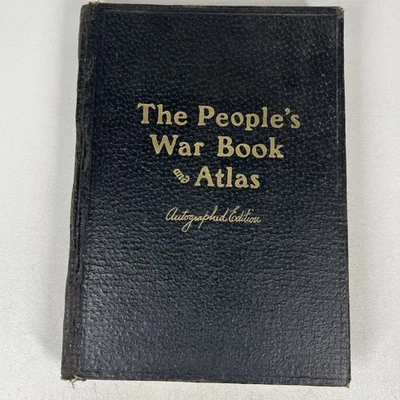 The People's
War Book
and Atlas
Autographed Edition